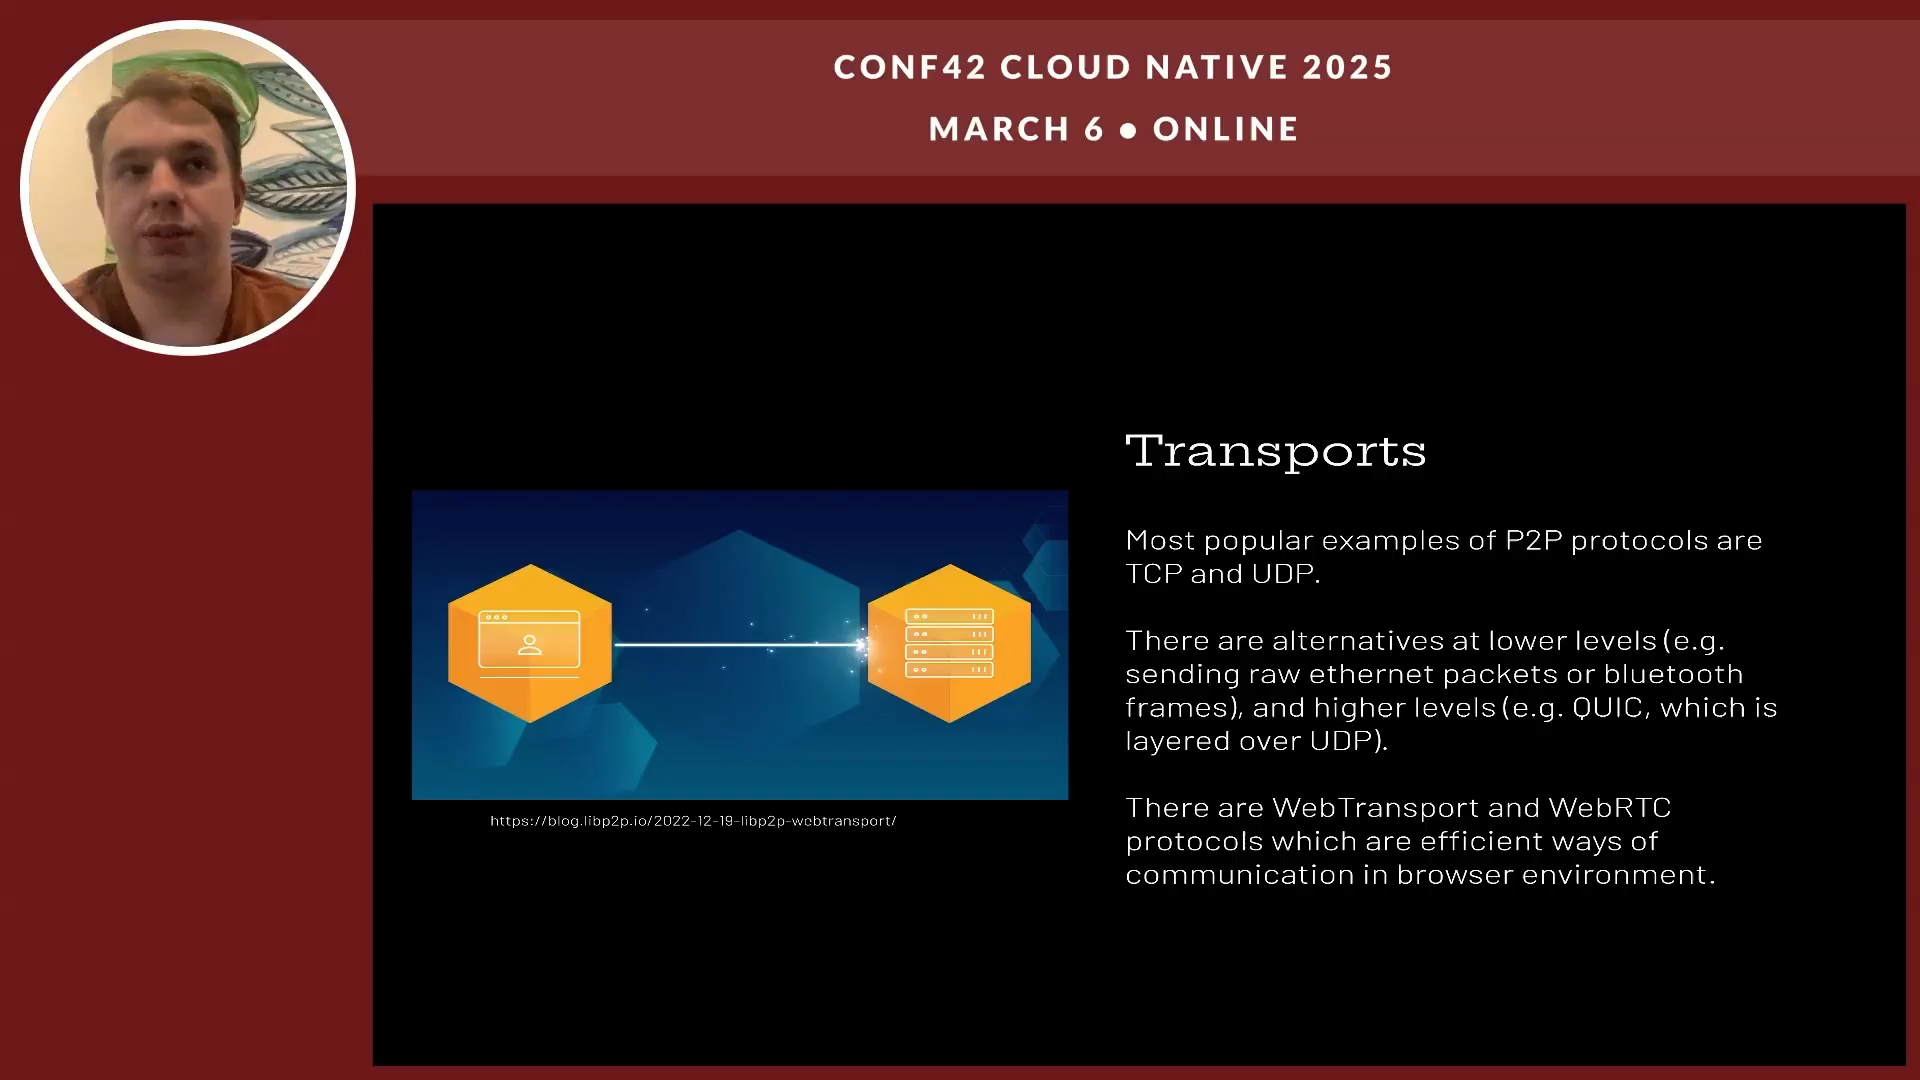 CONF42 CLOUD NATIVE 2025
MARCH 6 ● ONLINE
Transports
Most popular examples of P2P protocols are
TCP and UDP.
There are alternatives at lower levels (e.g.
sending raw ethernet packets or bluetooth
frames), and higher levels (e.g. QUIC, which is
layered over UDP).
There are WebTransport and WebRTC
protocols which are efficient ways of
communication in browser environment.
https://blog.libp2p.io/2022-12-19-libp2p-webtransport/